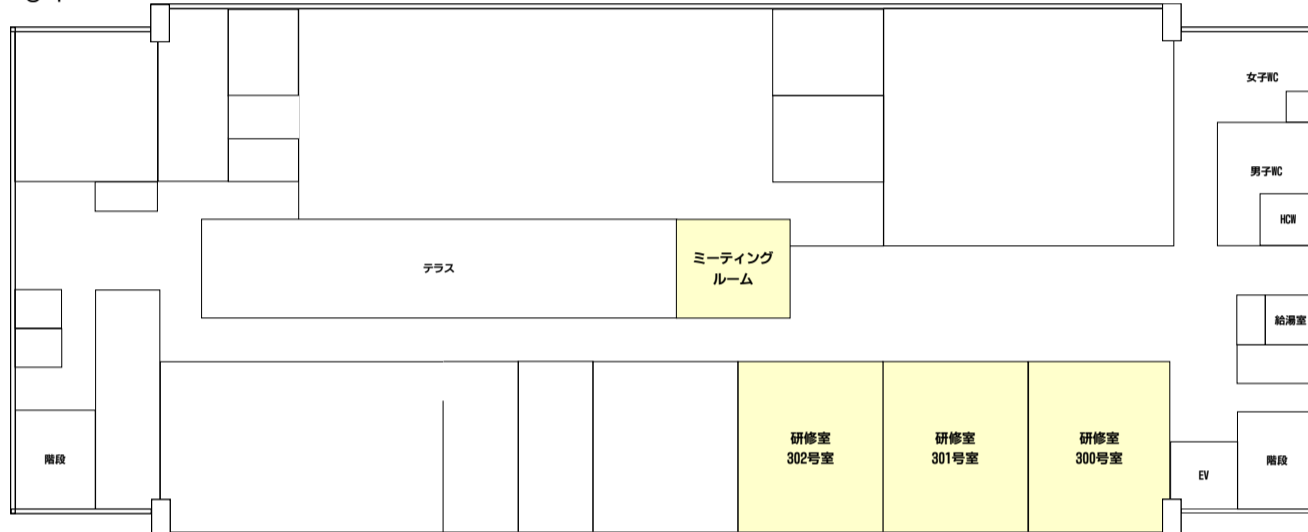 女子WC
男子WC
HCW
テラス
ミーティング
ルーム
給湯室
研修室
302号室
研修室
301号室
研修室
300号室
階段
EV
階段